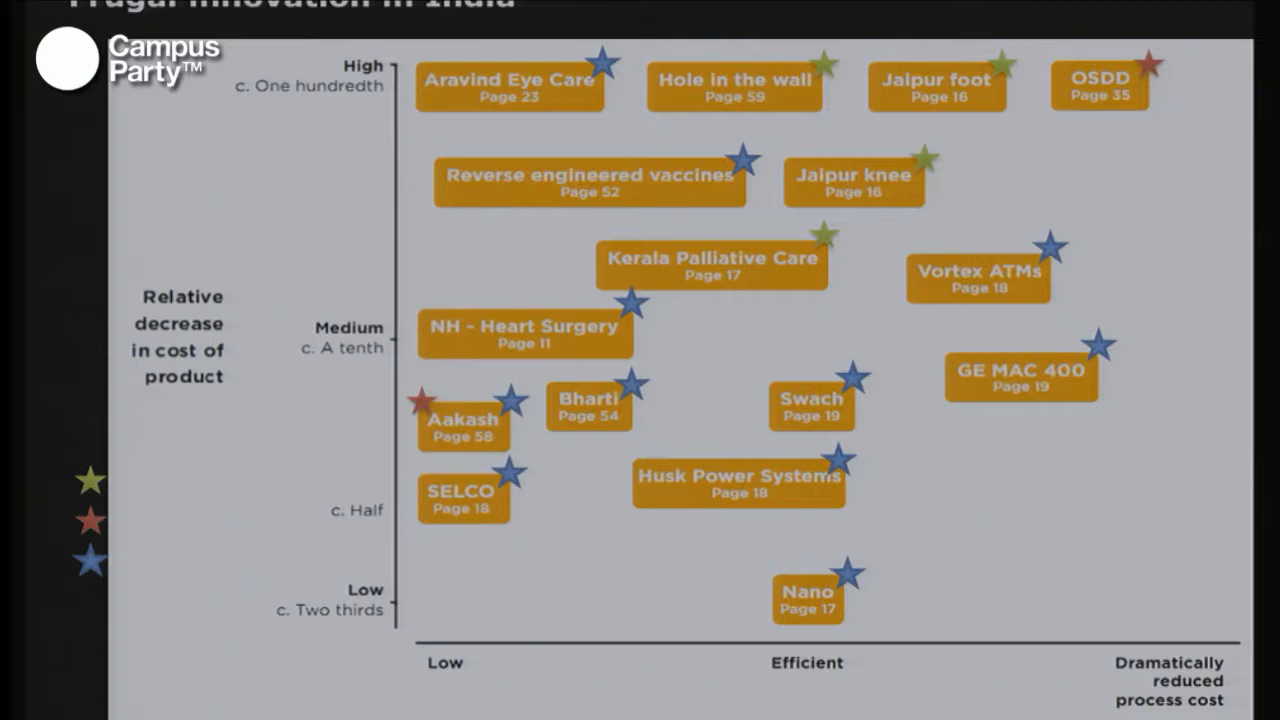 Frugal innovation in India
Campus
Party™
High
c. One hundredth
Aravind Eye Care
Page 23
Hole in the wall
Page 59
Jaipur foot
Page 16
OSDD
Page 35
Reverse engineered vaccines
Page 52
Jaipur knee
Page 16
Kerala Palliative Care
Page 17
Vortex ATMs
Page 18
Relative
decrease
in cost of
product
Medium
c. A tenth
NH - Heart Surgery
Page 11
GE MAC 400
Page 19
Aakash
Page 58
Bharti
Page 54
Swach
Page 19
SELCO
Page 18
Husk Power Systems
Page 18
c. Half
Low
c. Two thirds
Nano
Page 17
Low
Efficient
Dramatically
reduced
process cost